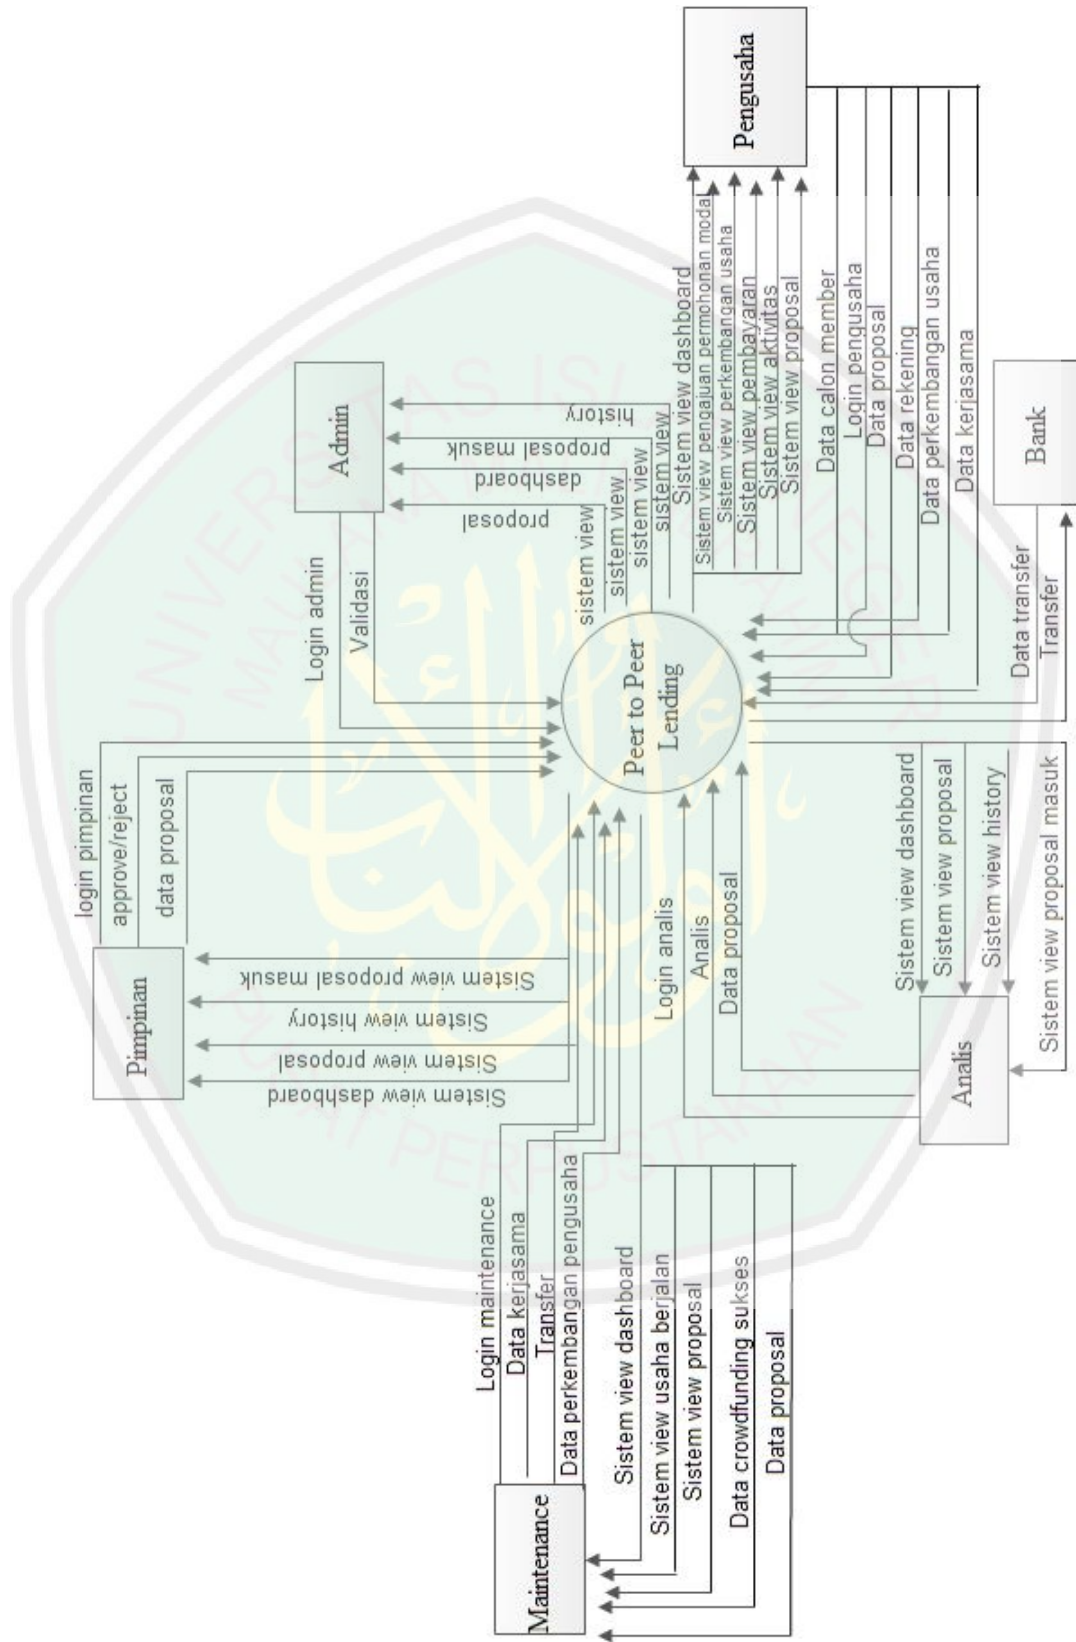 Maintenance
Login maintenance
Data kerjasama
Transfer
Data perkembangan pengusaha
Sistem view dashboard
Sistem view usaha berjalan
Sistem view proposal
Data crowdfunding sukses
Data proposal
Pimpinan
login pimpinan
approve/reject
data proposal
Sistem view proposal masuk
Sistem view history
Sistem view proposal
Sistem view dashboard
Admin
Login admin
Validasi
sistem view
proposal
sistem view
dashboard
sistem view
proposal masuk
sistem view
history
Peer to Peer
Lending
Login analis
Analis
Data proposal
Analis
Sistem view dashboard
Sistem view proposal
Sistem view history
Sistem view proposal masuk
Pengusaha
Sistem view dashboard
Sistem view pengajuan permohonan modal
Sistem view perkembangan usaha
Sistem view pembayaran
Sistem view aktivitas
Sistem view proposal
Data calon member
Login pengusaha
Data proposal
Data rekening
Data perkembangan usaha
Data kerjasama
Bank
Data transfer
Transfer
PUSAT PERPUSTAKAAN